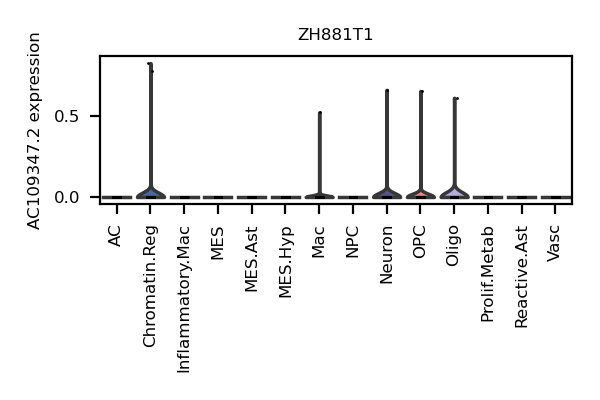 ZH881T1
AC109347.2 expression
0.5
0.0
AC
Chromatin.Reg
Inflammatory.Mac
MES
MES.Ast
MES.Hyp
Mac
NPC
Neuron
OPC
Oligo
Prolif.Metab
Reactive.Ast
Vasc